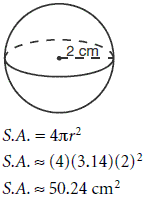 2 cm
S.A. = 4πr²
S.A. ≈ (4)(3.14)(2)²
S.A. ≈ 50.24 cm²